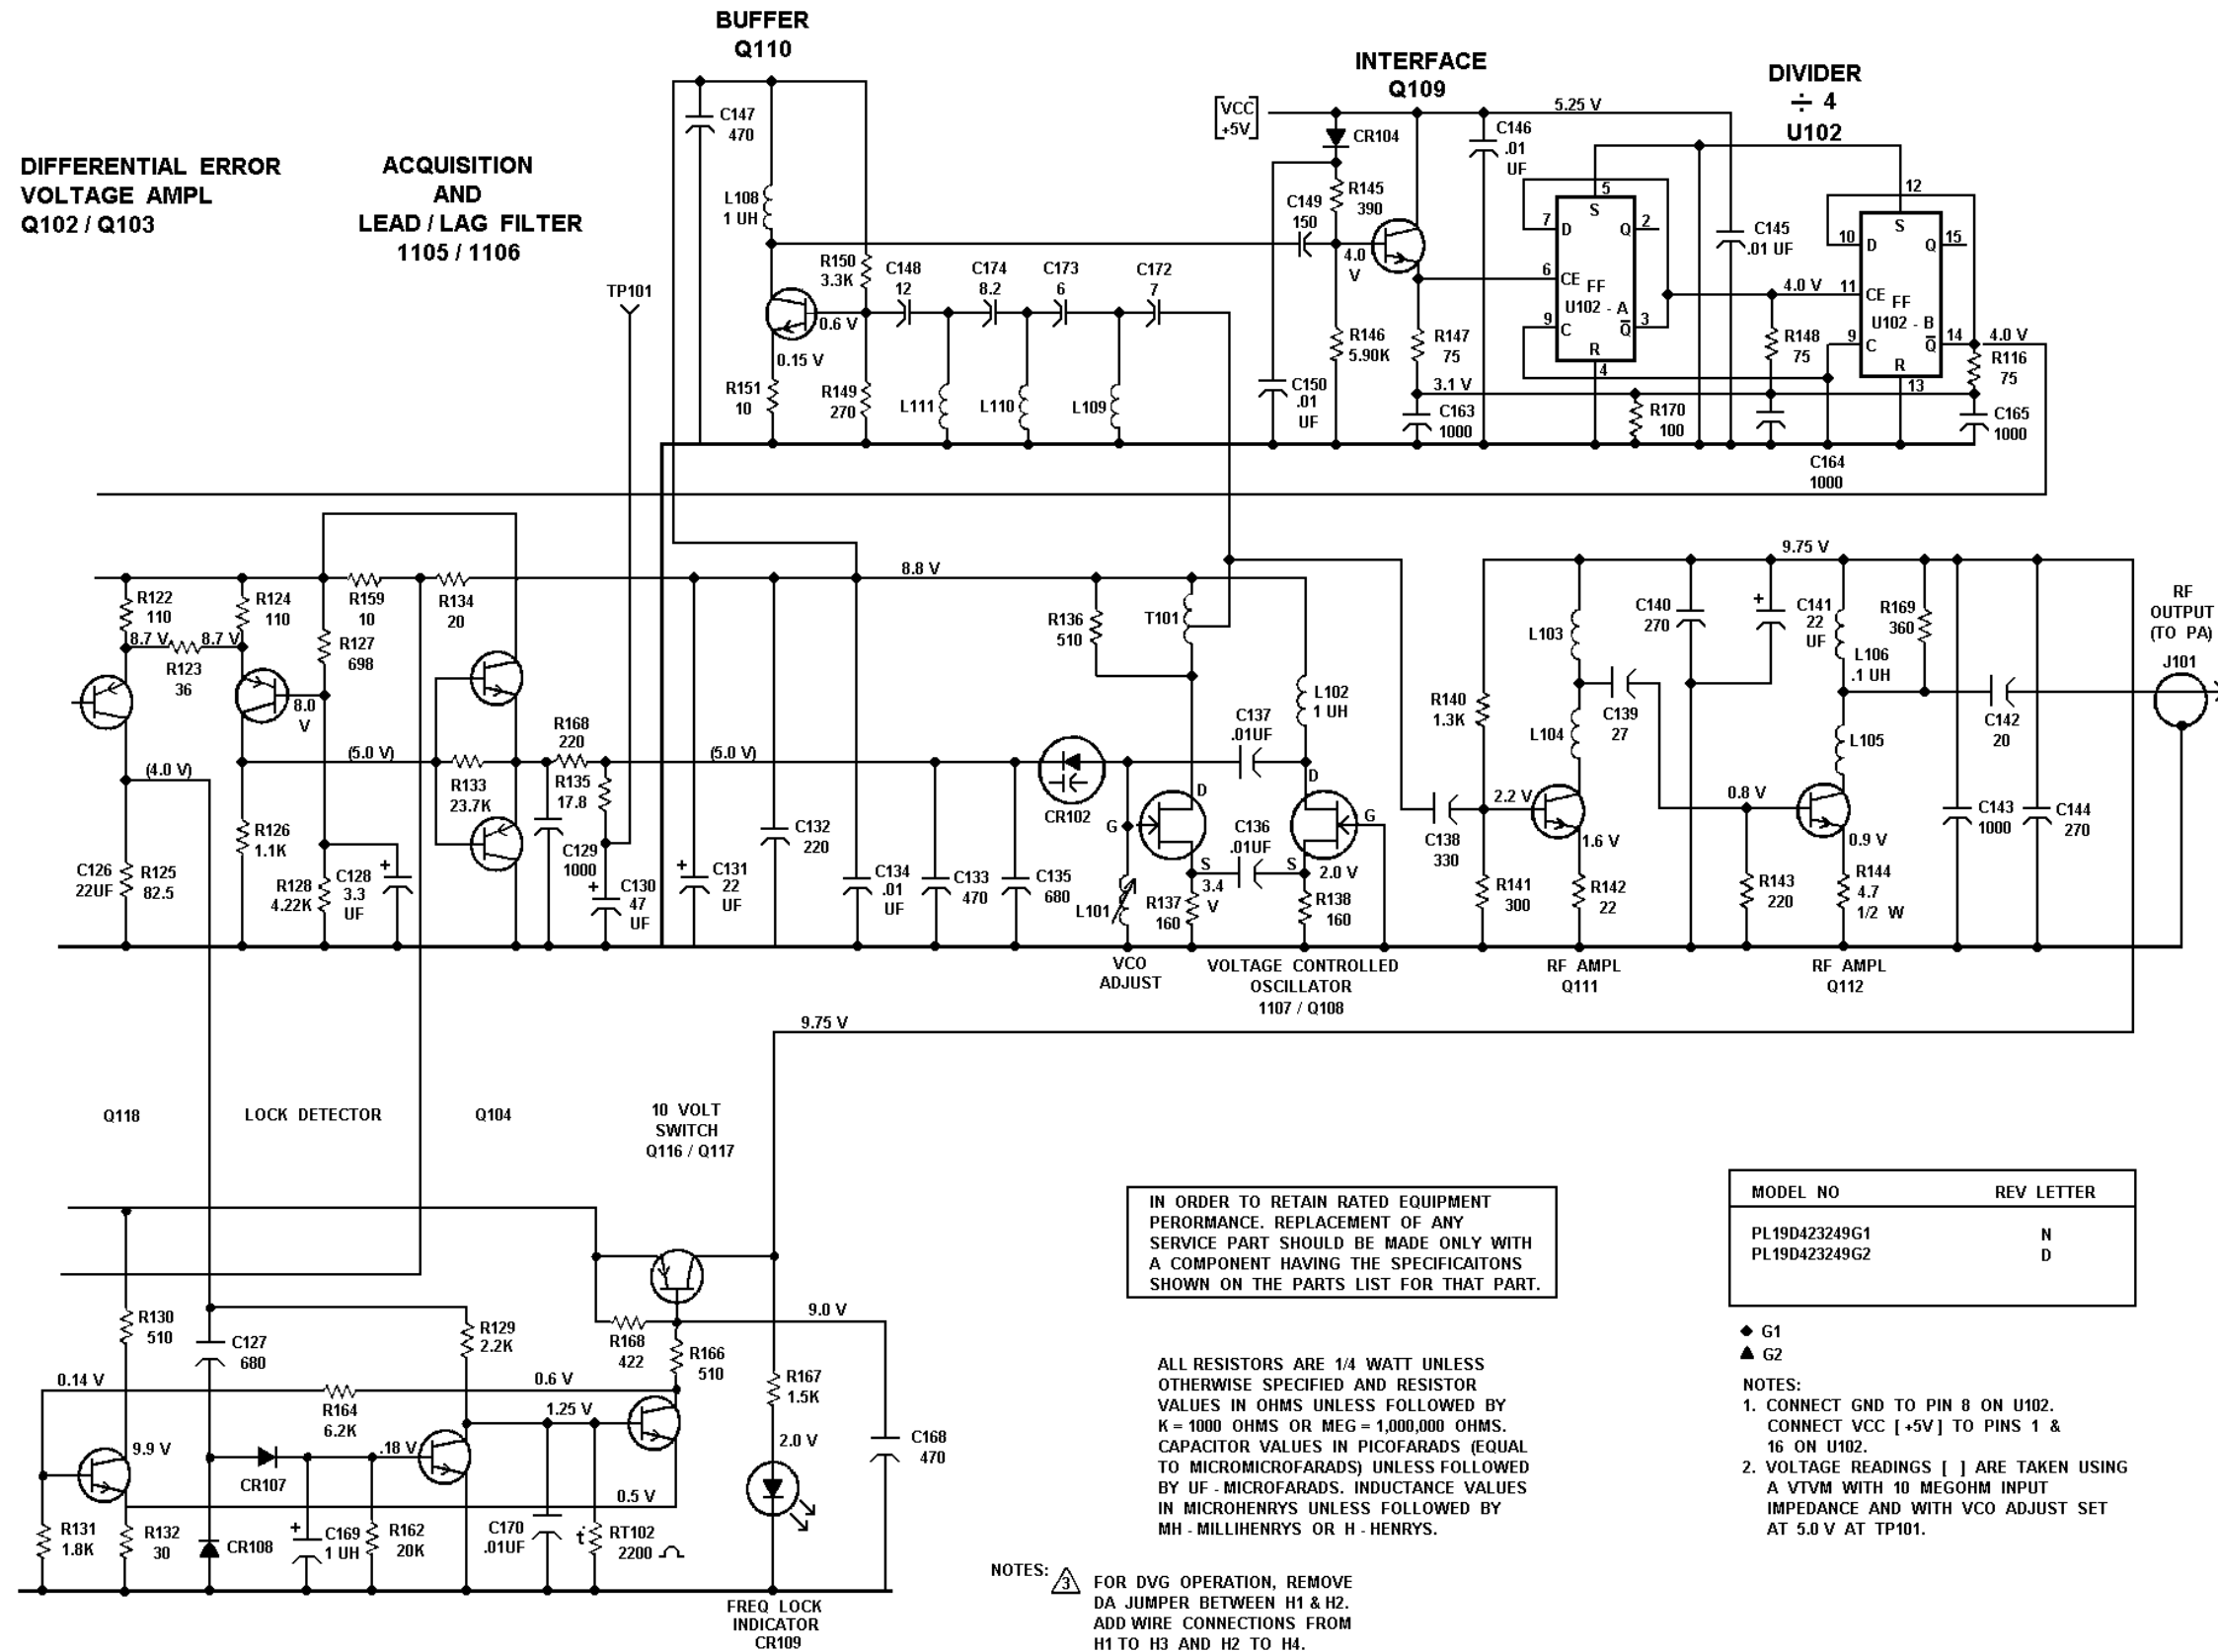 BUFFER
Q110
INTERFACE
Q109
DIVIDER
÷ 4
U102
DIFFERENTIAL ERROR
VOLTAGE AMPL
Q102 / Q103
ACQUISITION
AND
LEAD / LAG FILTER
1105 / 1106
C147
470
L108
1 UH
TP101
R150
3.3K
C148
12
C174
8.2
C173
6
C172
7
0.6 V
0.15 V
R151
10
R149
270
L111
L110
L109
[VCC
+5V]
5.25 V
CR104
R145
390
C149
150
4.0
V
C146
.01
UF
R146
5.90K
R147
75
C150
.01
UF
3.1 V
C163
1000
5
S
7
D
Q
2
6
CE
FF
U102 - A
9
C
Q
3
R
4
R170
100
C145
.01 UF
4.0 V
R148
75
C164
1000
12
S
10
D
Q
15
11
CE
FF
U102 - B
9
C
Q
14
R
13
4.0 V
R116
75
C165
1000
R122
110
R124
110
R159
10
R134
20
8.7 V
8.7 V
R123
36
R127
698
8.0
V
(5.0 V)
(4.0 V)
R133
23.7K
R168
220
R135
17.8
(5.0 V)
R126
1.1K
C126
22UF
R125
82.5
R128
4.22K
C128
3.3
UF
+
C129
1000
+
C130
47
UF
+
C131
22
UF
C132
220
8.8 V
C134
.01
UF
C133
470
C135
680
R136
510
T101
L102
1 UH
C137
.01UF
CR102
G
D
D
G
C136
.01UF
S
S
3.4
V
2.0 V
L101
R137
160
R138
160
VCO
ADJUST
VOLTAGE CONTROLLED
OSCILLATOR
1107 / Q108
9.75 V
L103
R140
1.3K
L104
C139
27
C140
270
+
C141
22
UF
L106
.1 UH
R169
360
RF
OUTPUT
(TO PA)
J101
L105
C142
20
C138
330
2.2 V
1.6 V
0.8 V
0.9 V
R141
300
R142
22
R143
220
R144
4.7
1/2 W
C143
1000
C144
270
RF AMPL
Q111
RF AMPL
Q112
9.75 V
Q118
LOCK DETECTOR
Q104
10 VOLT
SWITCH
Q116 / Q117
R130
510
C127
680
R129
2.2K
R168
422
R166
510
9.0 V
0.14 V
R164
6.2K
0.6 V
1.25 V
R167
1.5K
9.9 V
.18 V
CR107
2.0 V
C168
470
0.5 V
R131
1.8K
R132
30
CR108
+
C169
1 UH
R162
20K
C170
.01UF
t
RT102
2200
FREQ LOCK
INDICATOR
CR109
IN ORDER TO RETAIN RATED EQUIPMENT
PERORMANCE. REPLACEMENT OF ANY
SERVICE PART SHOULD BE MADE ONLY WITH
A COMPONENT HAVING THE SPECIFICAITONS
SHOWN ON THE PARTS LIST FOR THAT PART.
ALL RESISTORS ARE 1/4 WATT UNLESS
OTHERWISE SPECIFIED AND RESISTOR
VALUES IN OHMS UNLESS FOLLOWED BY
K = 1000 OHMS OR MEG = 1,000,000 OHMS.
CAPACITOR VALUES IN PICOFARADS (EQUAL
TO MICROMICROFARADS) UNLESS FOLLOWED
BY UF - MICROFARADS. INDUCTANCE VALUES
IN MICROHENRYS UNLESS FOLLOWED BY
MH - MILLIHENRYS OR H - HENRYS.
NOTES: 3 FOR DVG OPERATION, REMOVE
DA JUMPER BETWEEN H1 & H2.
ADD WIRE CONNECTIONS FROM
H1 TO H3 AND H2 TO H4.
MODEL NO REV LETTER
PL19D423249G1 N
PL19D423249G2 D
◆ G1
▲ G2
NOTES:
1. CONNECT GND TO PIN 8 ON U102.
CONNECT VCC [ +5V ] TO PINS 1 &
16 ON U102.
2. VOLTAGE READINGS [ ] ARE TAKEN USING
A VTVM WITH 10 MEGOHM INPUT
IMPEDANCE AND WITH VCO ADJUST SET
AT 5.0 V AT TP101.